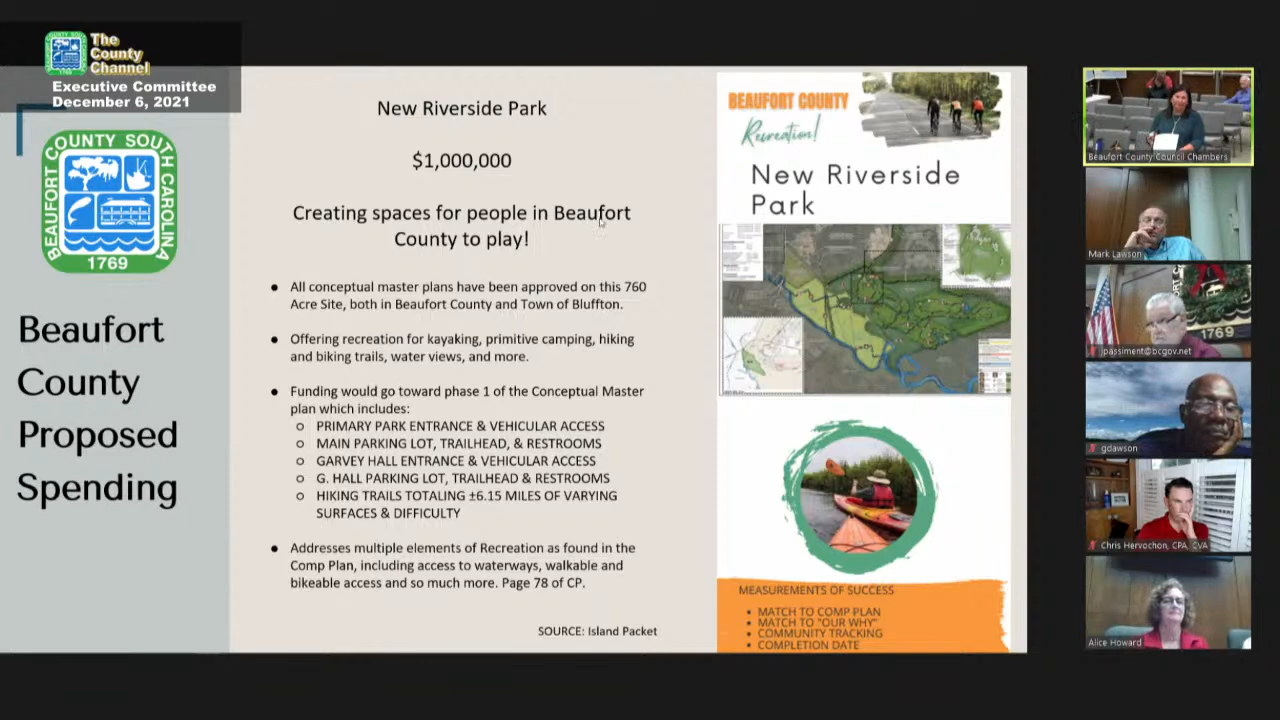 The
County
Channel
Executive Committee
December 6, 2021
BEAUFORT COUNTY SOUTH CAROLINA
1769
Beaufort
County
Proposed
Spending
New Riverside Park
$1,000,000
Creating spaces for people in Beaufort
County to play!
● All conceptual master plans have been approved on this 760
Acre Site, both in Beaufort County and Town of Bluffton.
● Offering recreation for kayaking, primitive camping, hiking
and biking trails, water views, and more.
● Funding would go toward phase 1 of the Conceptual Master
plan which includes:
○ PRIMARY PARK ENTRANCE & VEHICULAR ACCESS
○ MAIN PARKING LOT, TRAILHEAD, & RESTROOMS
○ GARVEY HALL ENTRANCE & VEHICULAR ACCESS
○ G. HALL PARKING LOT, TRAILHEAD & RESTROOMS
○ HIKING TRAILS TOTALING ±6.15 MILES OF VARYING
SURFACES & DIFFICULTY
● Addresses multiple elements of Recreation as found in the
Comp Plan, including access to waterways, walkable and
bikeable access and so much more. Page 78 of CP.
SOURCE: Island Packet
BEAUFORT COUNTY
Recreation!
New Riverside
Park
MEASUREMENTS OF SUCCESS
• MATCH TO COMP PLAN
• MATCH TO "OUR WHY"
• COMMUNITY TRACKING
• COMPLETION DATE
Beaufort County Council Chambers
Mark Lawson
1769
jpassiment@bcgov.net
gdawson
Chris Hervochon, CPA, CVA
Alice Howard